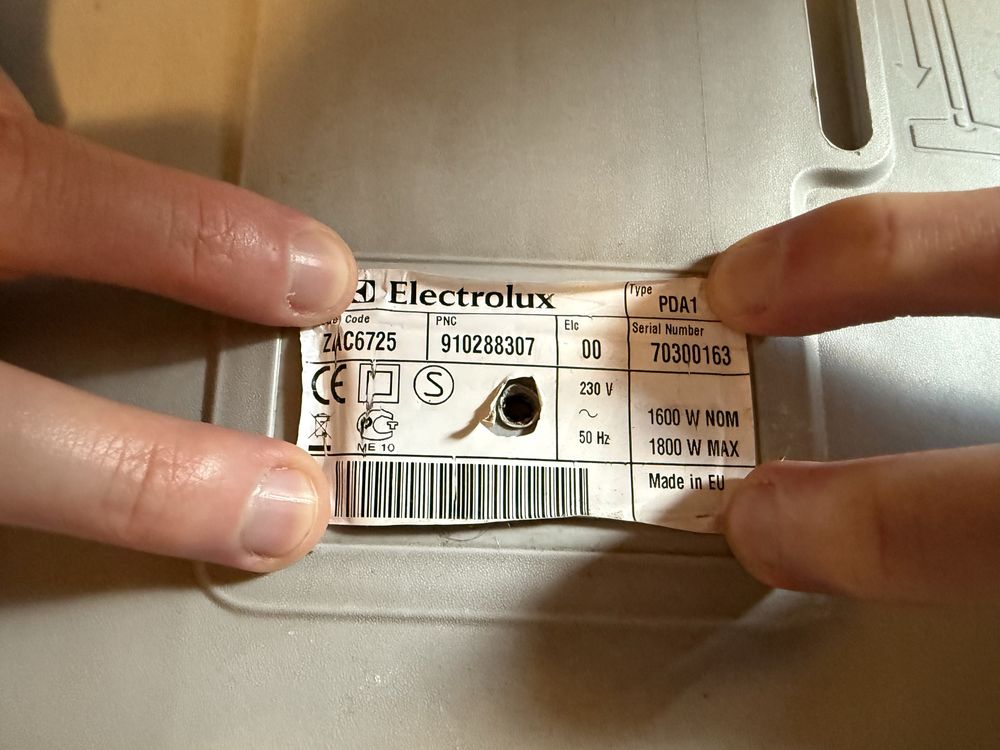 Electrolux
Type
PDA1
Code
ZAC6725
PNC
910288307
Elc
00
Serial Number
70300163
CE
S
230 V
~
50 Hz
1600 W NOM
1800 W MAX
ME 10
Made in EU